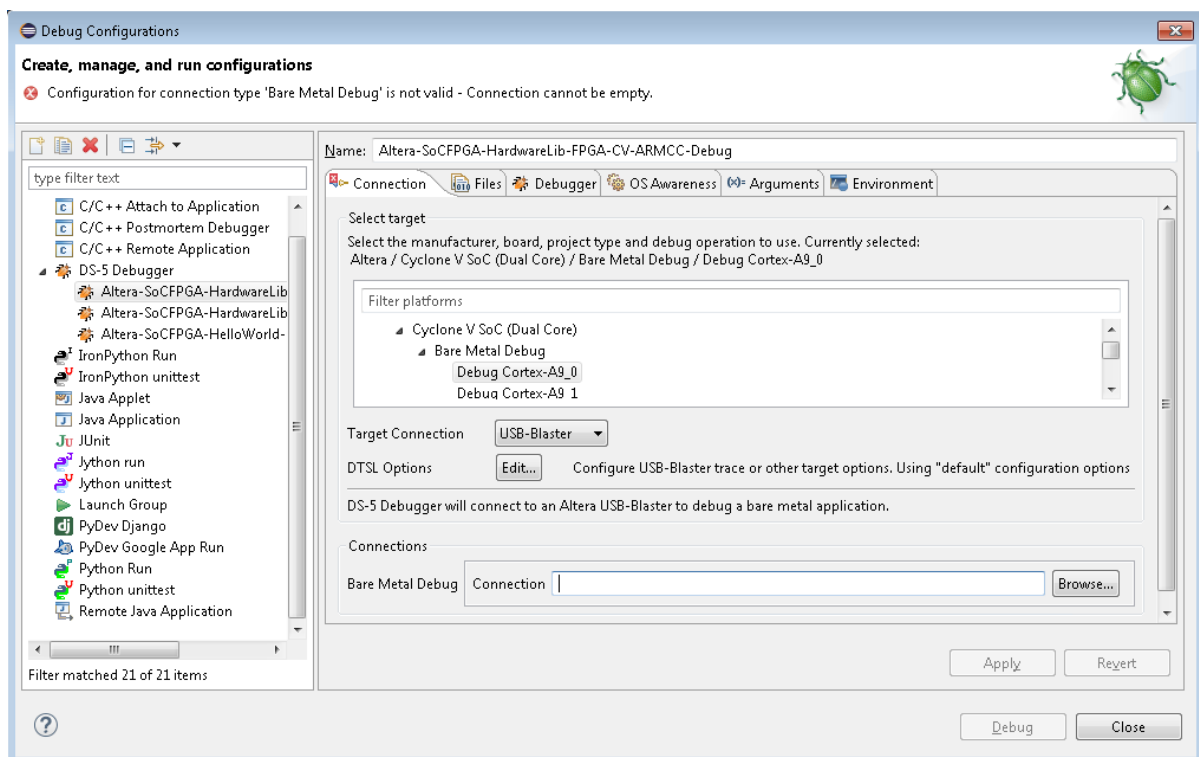 Debug Configurations
Create, manage, and run configurations
Configuration for connection type 'Bare Metal Debug' is not valid - Connection cannot be empty.
type filter text
C/C++ Attach to Application
C/C++ Postmortem Debugger
C/C++ Remote Application
DS-5 Debugger
Altera-SoCFPGA-HardwareLib
Altera-SoCFPGA-HardwareLib
Altera-SoCFPGA-HelloWorld-
IronPython Run
IronPython unittest
Java Applet
Java Application
JUnit
Jython run
Jython unittest
Launch Group
PyDev Django
PyDev Google App Run
Python Run
Python unittest
Remote Java Application
Filter matched 21 of 21 items
Name: Altera-SoCFPGA-HardwareLib-FPGA-CV-ARMCC-Debug
Connection Files Debugger OS Awareness Arguments Environment
Select target
Select the manufacturer, board, project type and debug operation to use. Currently selected:
Altera / Cyclone V SoC (Dual Core) / Bare Metal Debug / Debug Cortex-A9_0
Filter platforms
Cyclone V SoC (Dual Core)
Bare Metal Debug
Debug Cortex-A9_0
Debug Cortex-A9_1
Target Connection USB-Blaster
DTSL Options Edit... Configure USB-Blaster trace or other target options. Using "default" configuration options
DS-5 Debugger will connect to an Altera USB-Blaster to debug a bare metal application.
Connections
Bare Metal Debug Connection Browse...
Apply Revert
Debug Close